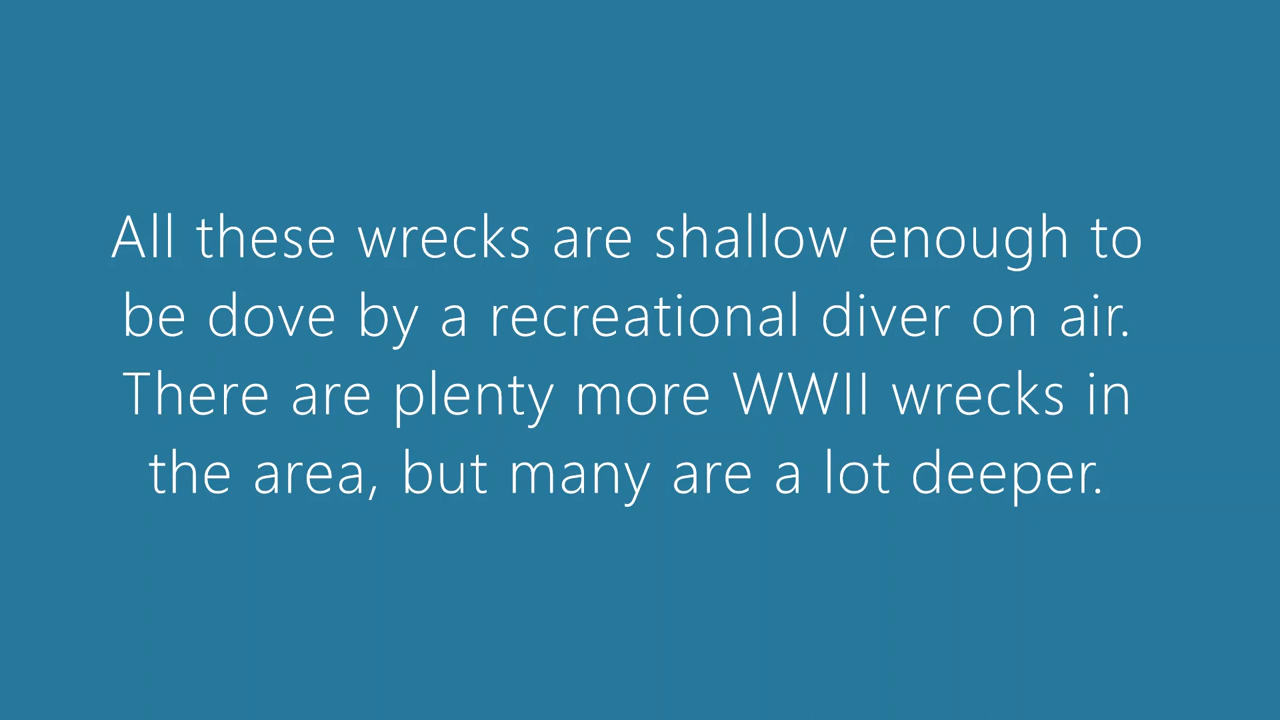 All these wrecks are shallow enough to
be dove by a recreational diver on air.
There are plenty more WWII wrecks in
the area, but many are a lot deeper.